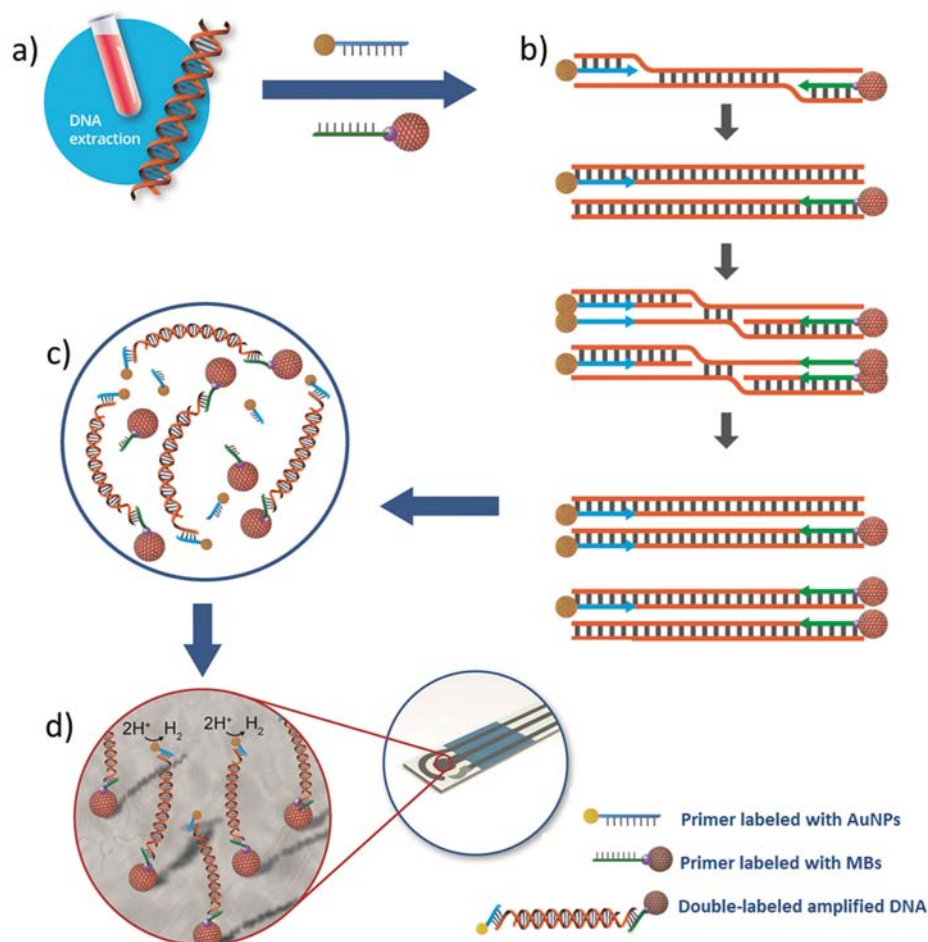 a)
DNA
extraction
b)
c)
d)
2H⁺ H₂
2H⁺ H₂
Primer labeled with AuNPs
Primer labeled with MBs
Double-labeled amplified DNA